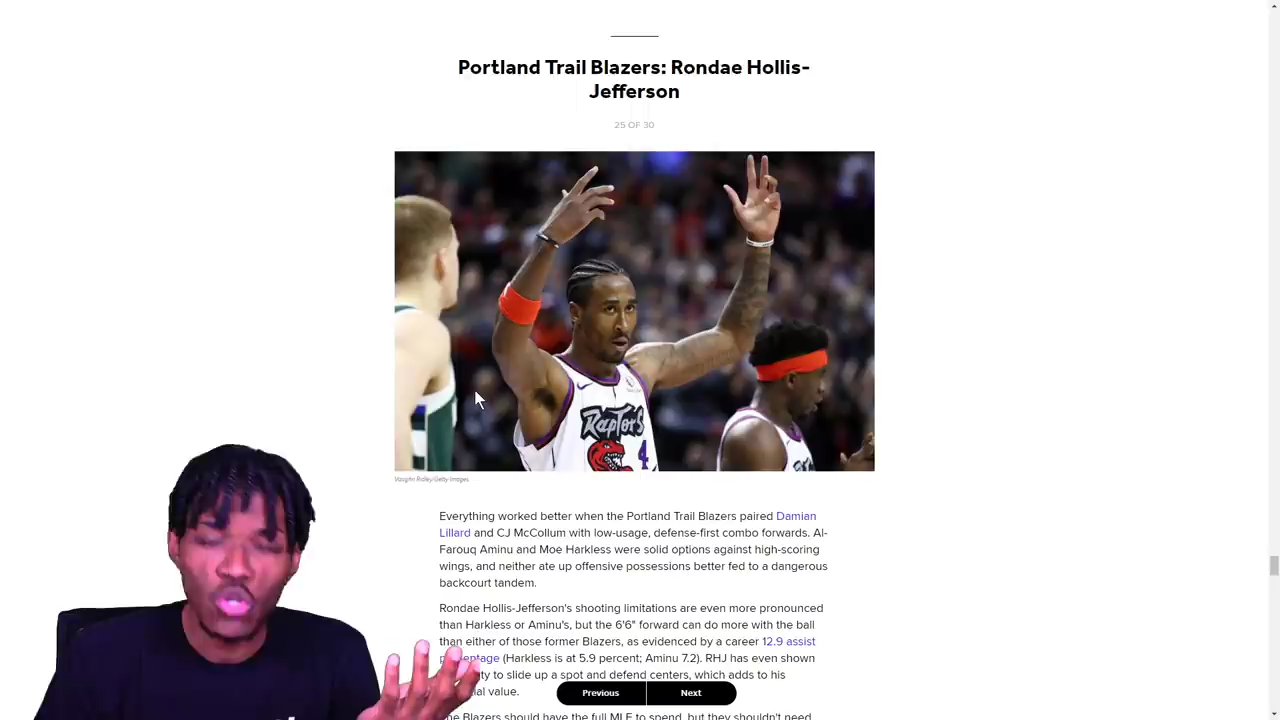 Portland Trail Blazers: Rondae Hollis-
Jefferson
25 OF 30
RAPTORS
4
Vaughn Ridley/Getty Images
Everything worked better when the Portland Trail Blazers paired Damian
Lillard and CJ McCollum with low-usage, defense-first combo forwards. Al-
Farouq Aminu and Moe Harkless were solid options against high-scoring
wings, and neither ate up offensive possessions better fed to a dangerous
backcourt tandem.
Rondae Hollis-Jefferson's shooting limitations are even more pronounced
than Harkless or Aminu's, but the 6'6" forward can do more with the ball
than either of those former Blazers, as evidenced by a career 12.9 assist
(Harkless is at 5.9 percent; Aminu 7.2). RHJ has even shown
to slide up a spot and defend centers, which adds to his
value.
Previous
Next
Blazers should have the full MLE to spend, but they shouldn't need